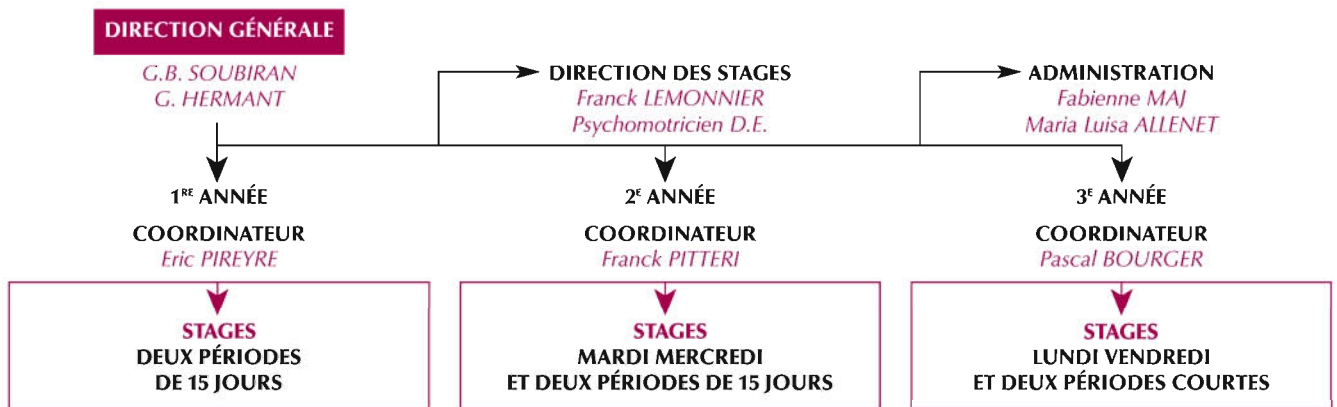 DIRECTION GÉNÉRALE
G.B. SOUBIRAN
G. HERMANT
DIRECTION DES STAGES
Franck LEMONNIER
Psychomotricien D.E.
ADMINISTRATION
Fabienne MAJ
Maria Luisa ALLENET
1RE ANNÉE
COORDINATEUR
Eric PIREYRE
STAGES
DEUX PÉRIODES
DE 15 JOURS
2E ANNÉE
COORDINATEUR
Franck PITTERI
STAGES
MARDI MERCREDI
ET DEUX PÉRIODES DE 15 JOURS
3E ANNÉE
COORDINATEUR
Pascal BOURGER
STAGES
LUNDI VENDREDI
ET DEUX PÉRIODES COURTES